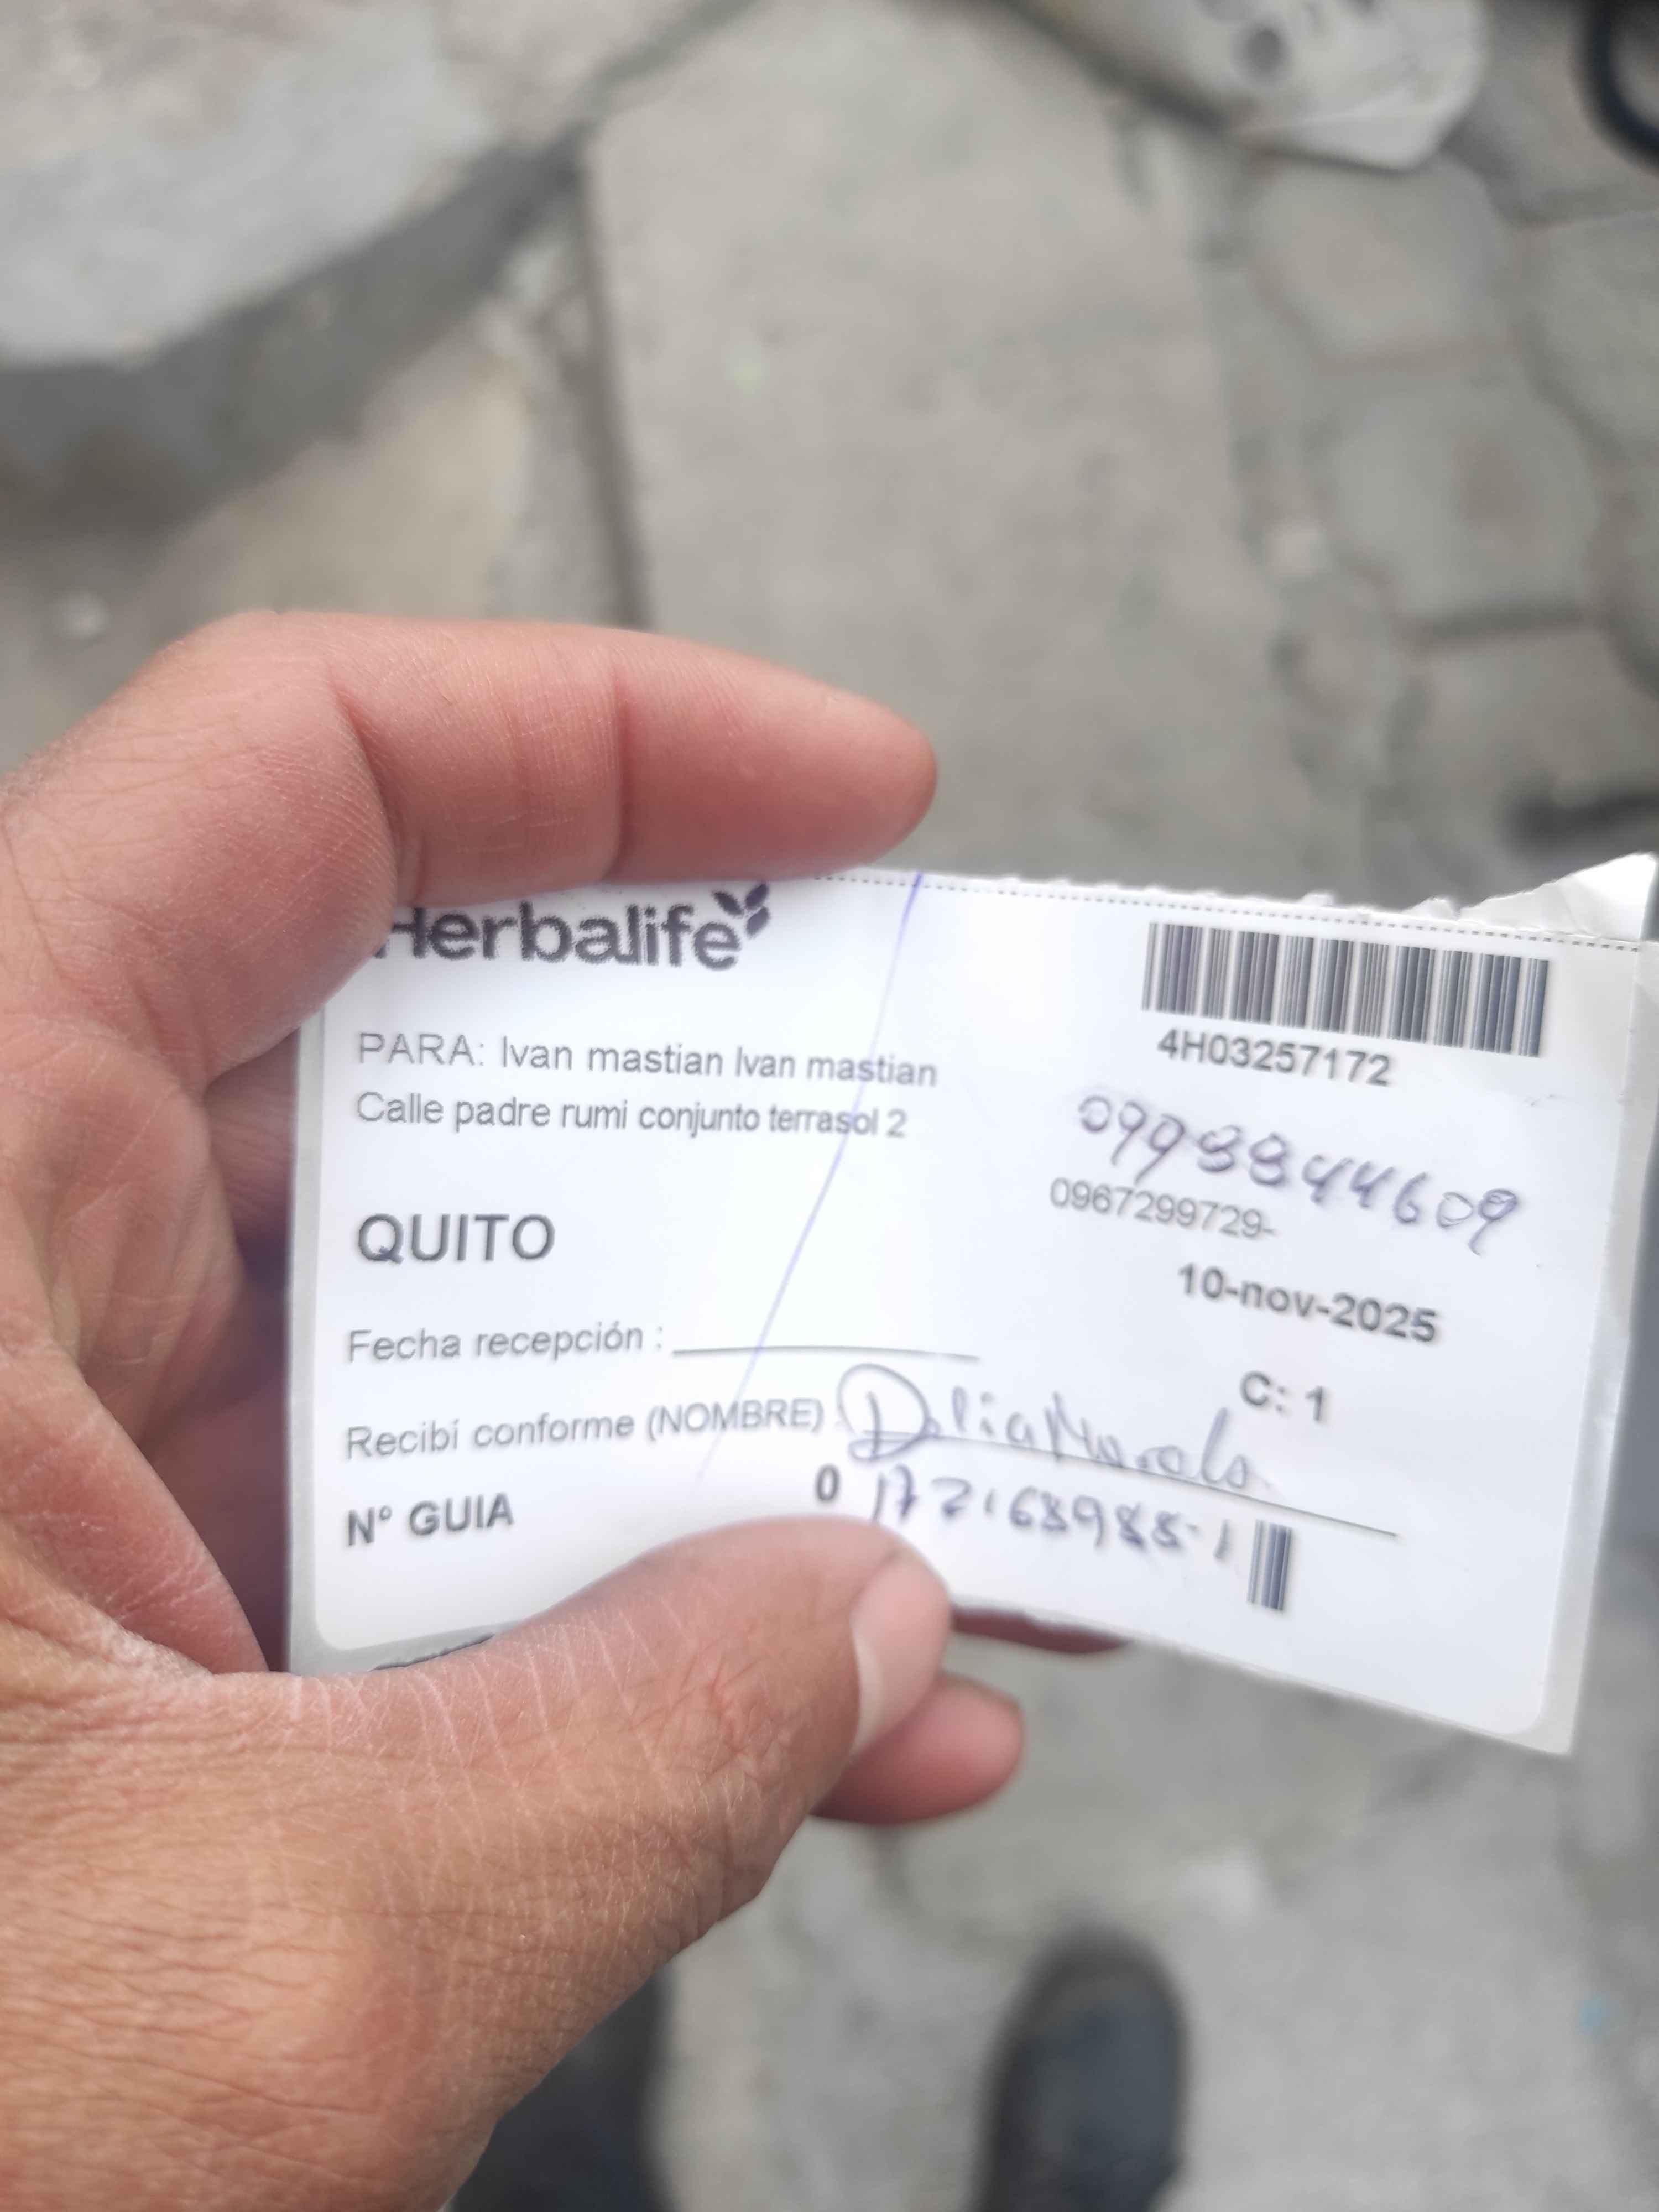 Herbalife
4H03257172
PARA: Ivan mastian Ivan mastian
Calle padre rumi conjunto terrasol 2
0967299729-
QUITO
10-nov-2025
Fecha recepción :
C: 1
Recibí conforme (NOMBRE)
N° GUIA
0